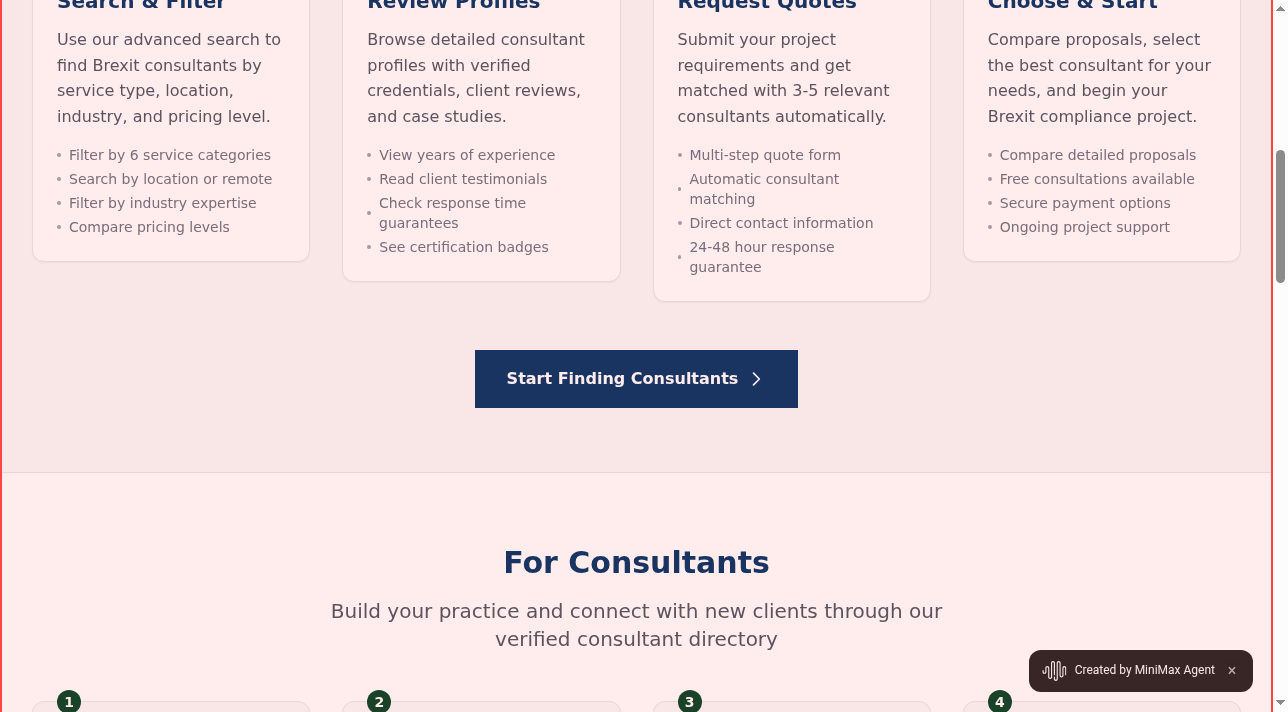 Search & Filter
Use our advanced search to
find Brexit consultants by
service type, location,
industry, and pricing level.
• Filter by 6 service categories
• Search by location or remote
• Filter by industry expertise
• Compare pricing levels
Review Profiles
Browse detailed consultant
profiles with verified
credentials, client reviews,
and case studies.
• View years of experience
• Read client testimonials
• Check response time
guarantees
• See certification badges
Request Quotes
Submit your project
requirements and get
matched with 3-5 relevant
consultants automatically.
• Multi-step quote form
• Automatic consultant
matching
• Direct contact information
• 24-48 hour response
guarantee
Choose & Start
Compare proposals, select
the best consultant for your
needs, and begin your
Brexit compliance project.
• Compare detailed proposals
• Free consultations available
• Secure payment options
• Ongoing project support
Start Finding Consultants
For Consultants
Build your practice and connect with new clients through our
verified consultant directory
1
2
3
4
Created by MiniMax Agent ×